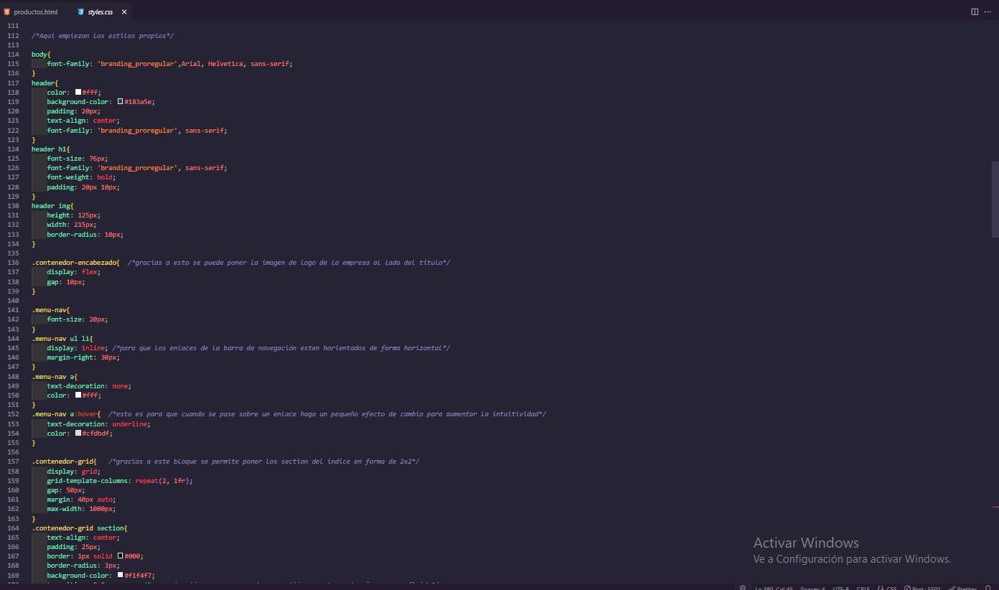 productos.html styles.css
111
112 /*Aqui empiezan los estilos propios*/
113
114 body{
115 font-family: 'branding_proregular',Arial, Helvetica, sans-serif;
116 }
117 header{
118 color: #fff;
119 background-color: #183a5e;
120 padding: 20px;
121 text-align: center;
122 font-family: 'branding_proregular', sans-serif;
123 }
124 header h1{
125 font-size: 76px;
126 font-family: 'branding_proregular', sans-serif;
127 font-weight: bold;
128 padding: 20px 10px;
129 }
130 header img{
131 height: 125px;
132 width: 215px;
133 border-radius: 10px;
134 }
135
136 .contenedor-encabezado{ /*gracias a esto se puede poner la imagen de logo de la empresa al lado del titulo*/
137 display: flex;
138 gap: 10px;
139 }
140
141 .menu-nav{
142 font-size: 20px;
143 }
144 .menu-nav ul li{
145 display: inline; /*para que los enlaces de la barra de navegación esten horientados de forma horizontal*/
146 margin-right: 30px;
147 }
148 .menu-nav a{
149 text-decoration: none;
150 color: #fff;
151 }
152 .menu-nav a:hover{ /*esto es para que cuando se pase sobre un enlace haga un pequeño efecto de cambio para aumentar la intuitividad*/
153 text-decoration: underline;
154 color: #cfdbdf;
155 }
156
157 .contenedor-grid{ /*gracias a este bloque se permite poner los section del indice en forma de 2x2*/
158 display: grid;
159 grid-template-columns: repeat(2, 1fr);
160 gap: 50px;
161 margin: 40px auto;
162 max-width: 1000px;
163 }
164 .contenedor-grid section{
165 text-align: center;
166 padding: 25px;
167 border: 1px solid #000;
168 border-radius: 3px;
169 background-color: #f1f4f7;
Activar Windows
Ve a Configuración para activar Windows.